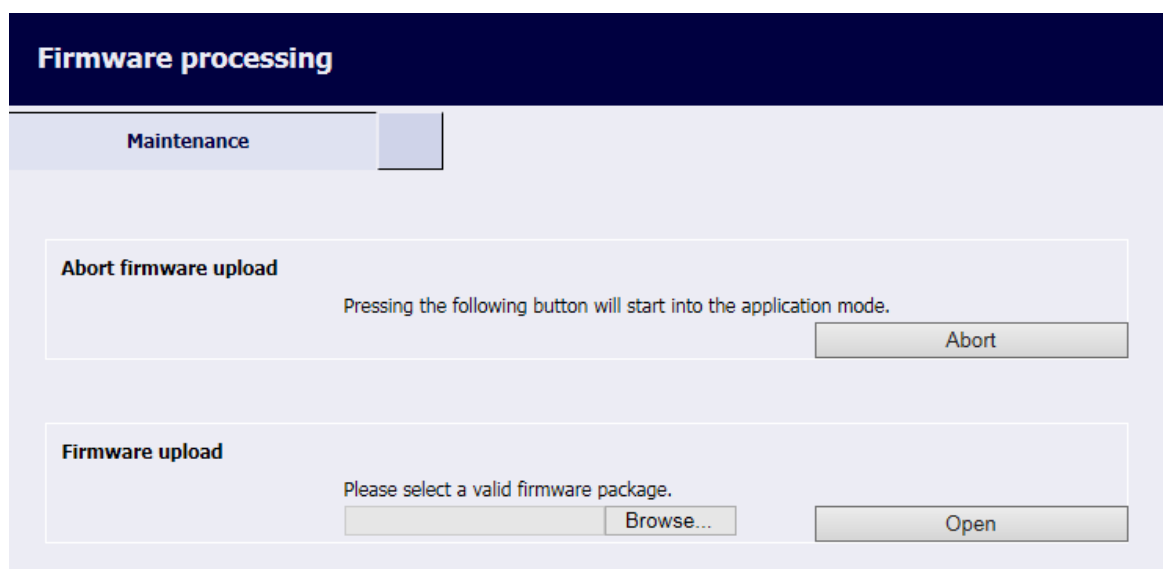 Firmware processing
Maintenance
Abort firmware upload
Pressing the following button will start into the application mode.
Abort
Firmware upload
Please select a valid firmware package.
Browse...
Open